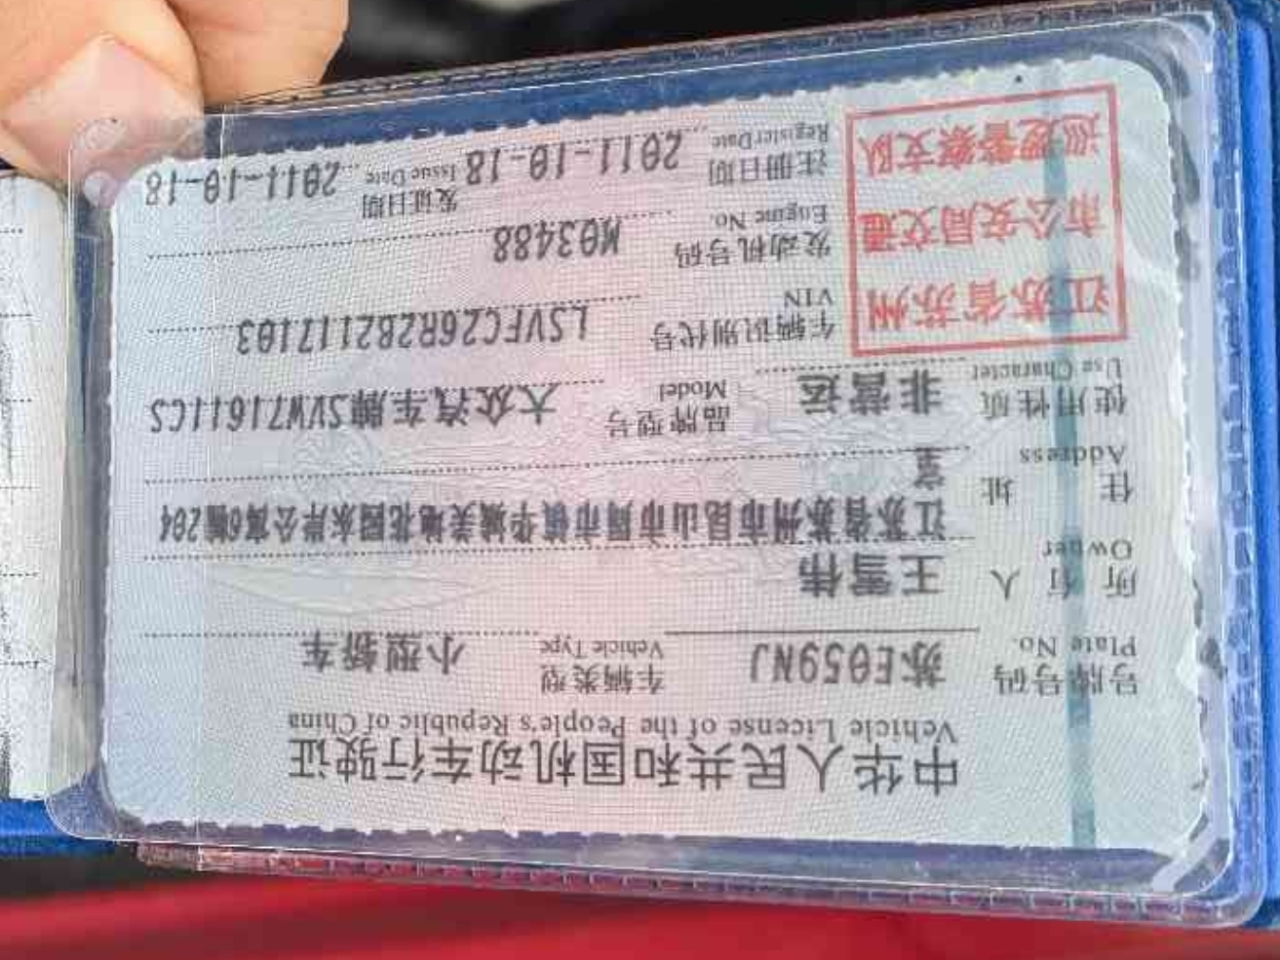 中华人民共和国机动车行驶证
Vehicle License of the People's Republic of China
号牌号码 苏E059NJ 车辆类型 小型轿车
Plate No. Vehicle Type
所有人 王雪伟
Owner
住址 江苏省苏州市昆山市周市镇华城美地花园东岸公寓6幢204
Address 室
使用性质 非营运 品牌型号 大众汽车牌SVW71611CS
Use Character Model
江苏省苏州
市公安局交通
巡逻警察支队
车辆识别代号 LSVFC26R2B2117103
VIN
发动机号码 M03488
Engine No.
注册日期 2011-10-18 发证日期 2011-10-18
Register Date Issue Date